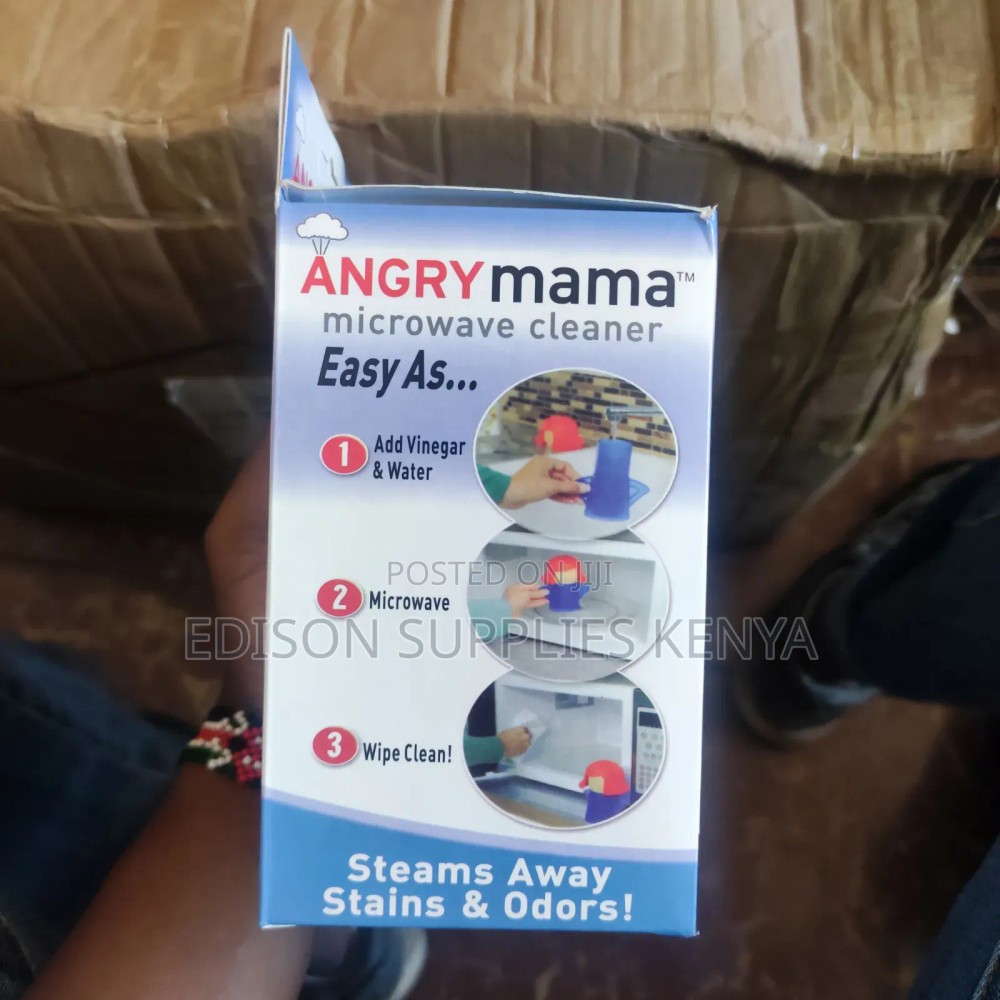 ANGRY mama™
microwave cleaner
Easy As...
1 Add Vinegar
& Water
POSTED ON JIJI
2 Microwave
EDISON SUPPLIES KENYA
3 Wipe Clean!
Steams Away
Stains & Odors!